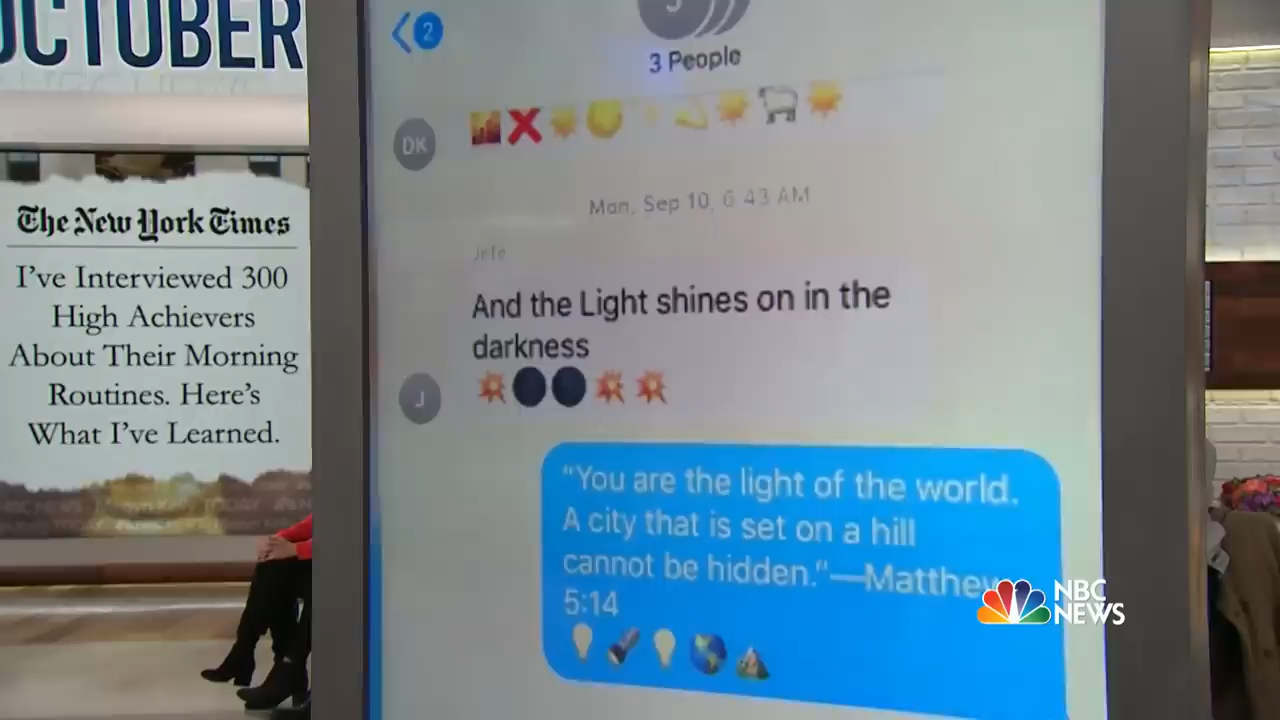 OCTOBER
The New York Times
I've Interviewed 300
High Achievers
About Their Morning
Routines. Here's
What I've Learned.
2
J
3 People
DK
Mon, Sep 10, 6:43 AM
Jefe
And the Light shines on in the
darkness
J
"You are the light of the world.
A city that is set on a hill
cannot be hidden."—Matthew
5:14
NBC
NEWS